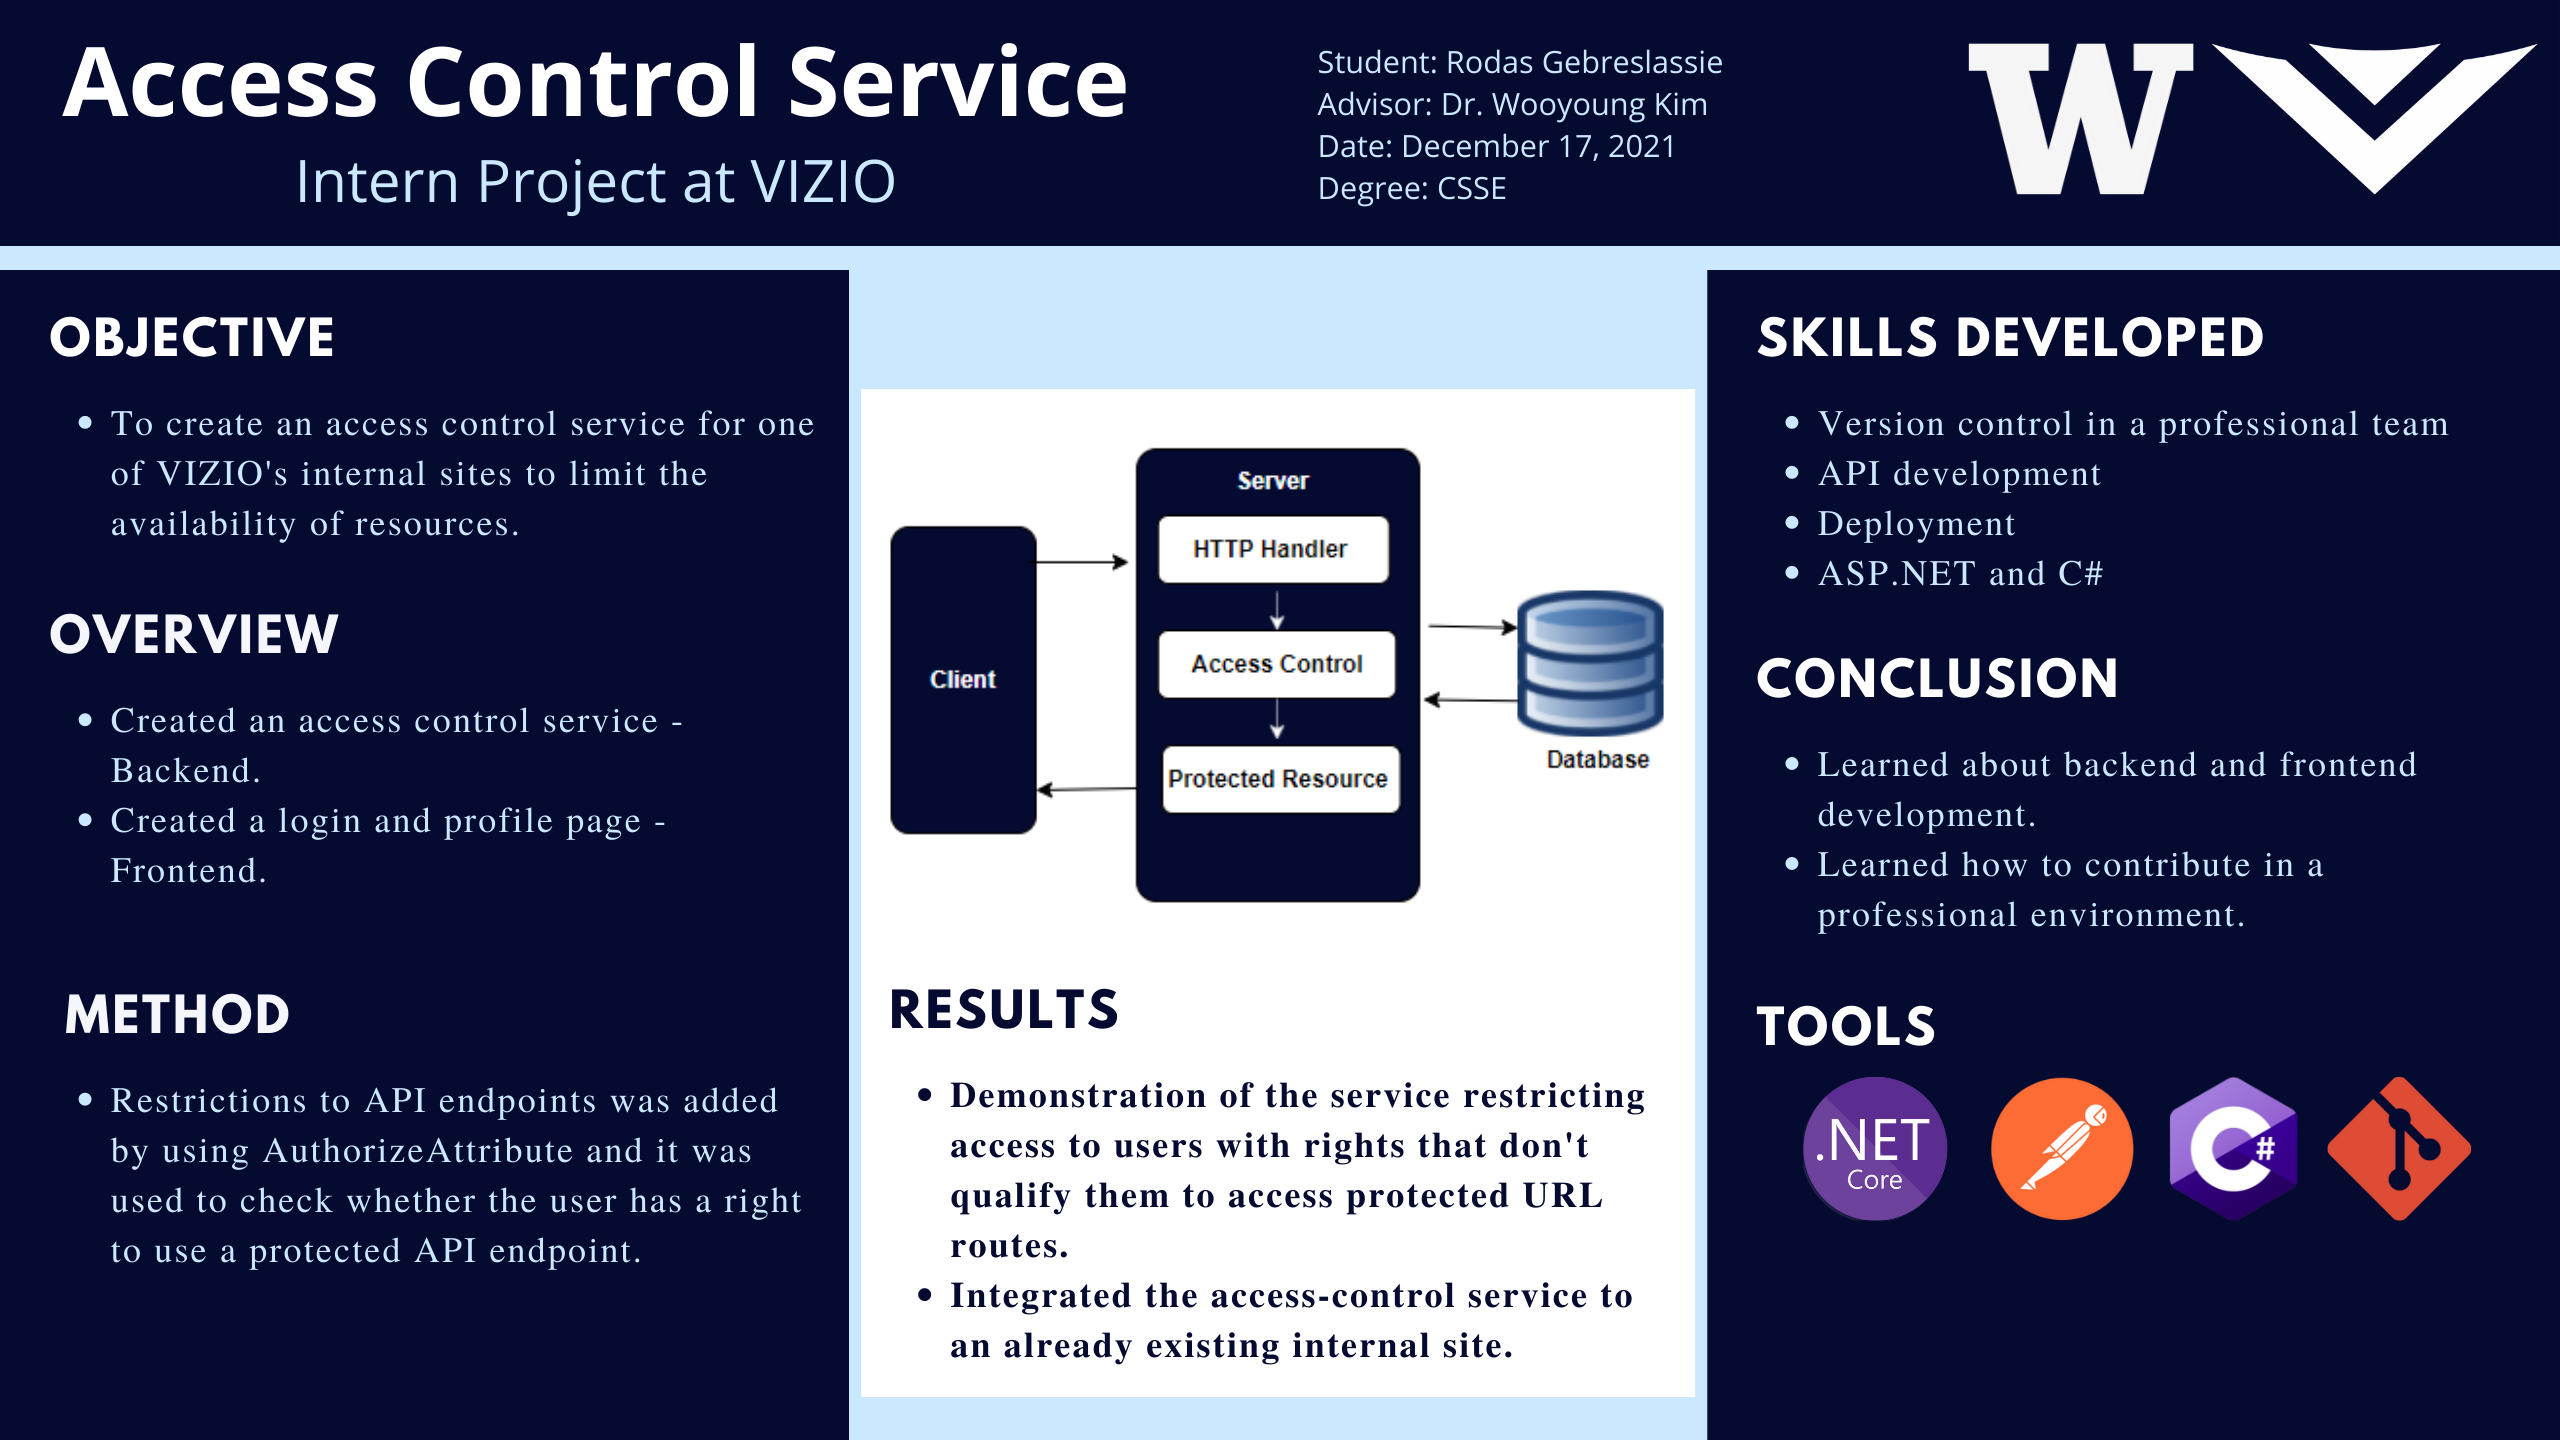 Access Control Service
Intern Project at VIZIO
Student: Rodas Gebreslassie
Advisor: Dr. Wooyoung Kim
Date: December 17, 2021
Degree: CSSE
W
OBJECTIVE
• To create an access control service for one
of VIZIO's internal sites to limit the
availability of resources.
OVERVIEW
• Created an access control service -
Backend.
• Created a login and profile page -
Frontend.
METHOD
• Restrictions to API endpoints was added
by using AuthorizeAttribute and it was
used to check whether the user has a right
to use a protected API endpoint.
Client
Server
HTTP Handler
Access Control
Protected Resource
Database
RESULTS
• Demonstration of the service restricting
access to users with rights that don't
qualify them to access protected URL
routes.
• Integrated the access-control service to
an already existing internal site.
SKILLS DEVELOPED
• Version control in a professional team
• API development
• Deployment
• ASP.NET and C#
CONCLUSION
• Learned about backend and frontend
development.
• Learned how to contribute in a
professional environment.
TOOLS
.NET
Core
C#